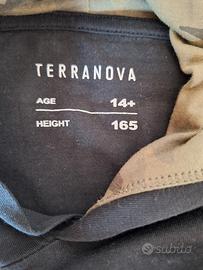 TERRANOVA
AGE 14+
HEIGHT 165
subito